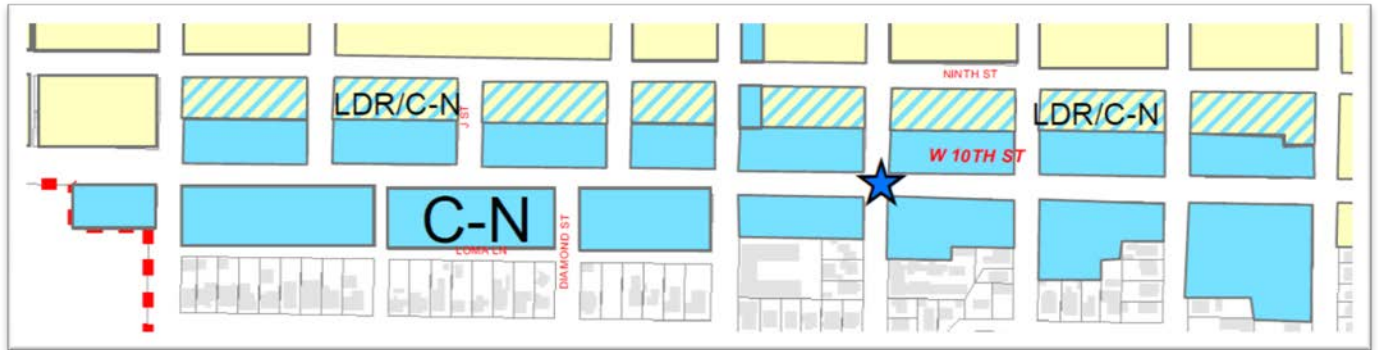 NINTH ST
LDR/C-N
J ST
LDR/C-N
W 10TH ST
C-N
LOMA LN
DIAMOND ST